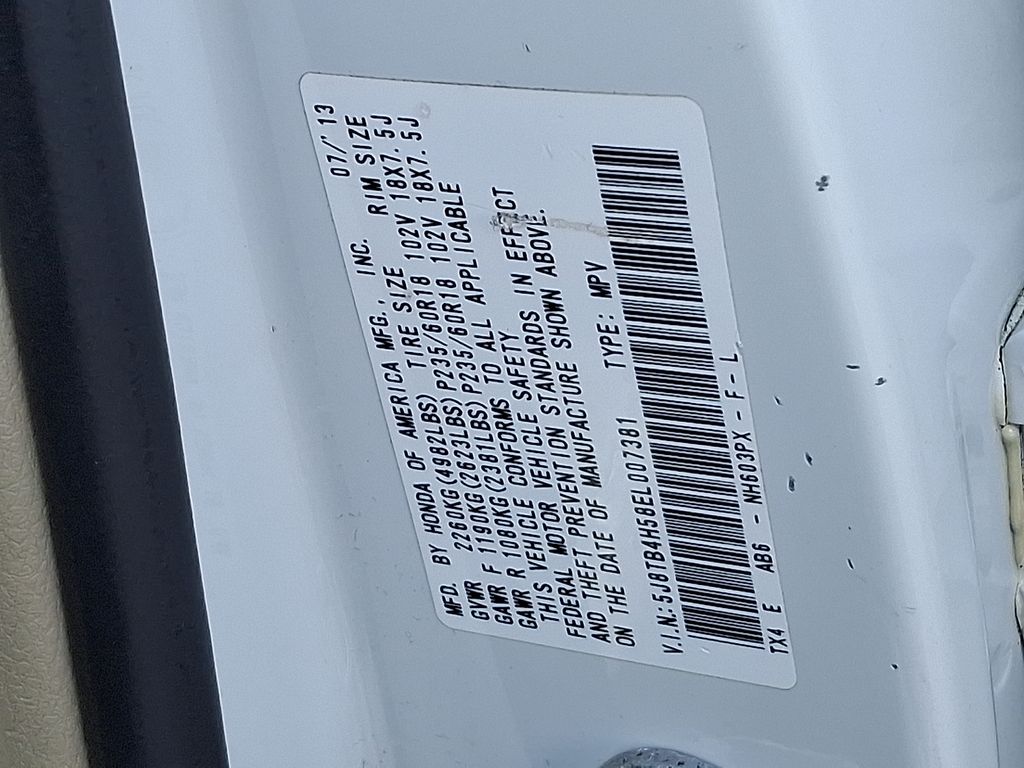 MFD. BY HONDA OF AMERICA MFG., INC. 07/'13
GVWR 2260KG(4982LBS) TIRE SIZE RIM SIZE
GAWR F 1190KG(2623LBS) P235/60R18 102V 18X7.5J
GAWR R 1080KG(2381LBS) P235/60R18 102V 18X7.5J
THIS VEHICLE CONFORMS TO ALL APPLICABLE
FEDERAL MOTOR VEHICLE SAFETY
AND THEFT PREVENTION STANDARDS IN EFFECT
ON THE DATE OF MANUFACTURE SHOWN ABOVE.
V.I.N.:5J8TB4H58EL007381 TYPE: MPV
TX4 E AB6 - NH603PX - F - L